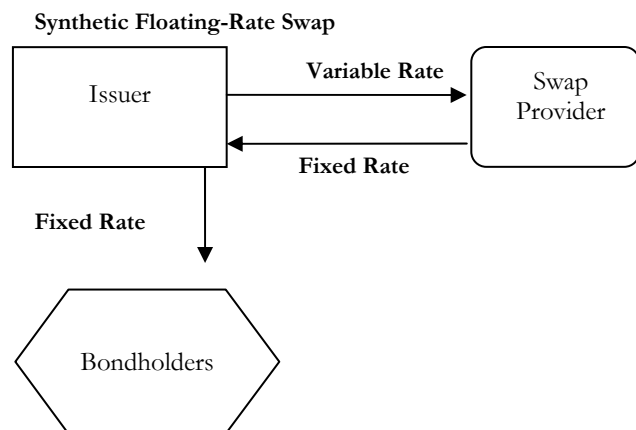 Synthetic Floating-Rate Swap
Issuer
Variable Rate
Swap
Provider
Fixed Rate
Fixed Rate
Bondholders